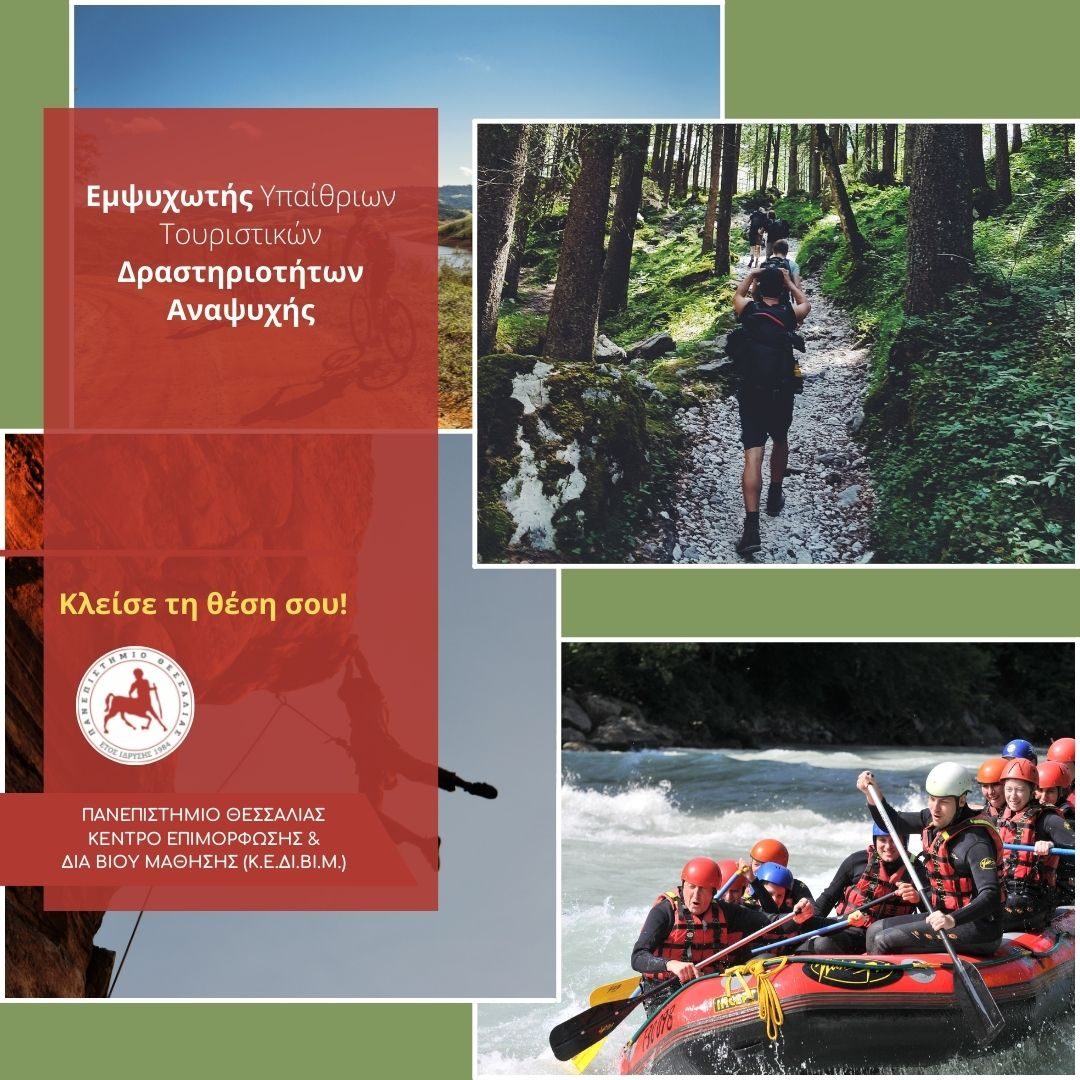 Εμψυχωτής Υπαίθριων
Τουριστικών
Δραστηριοτήτων
Αναψυχής
Κλείσε τη θέση σου!
ΠΑΝΕΠΙΣΤΗΜΙΟ ΘΕΣΣΑΛΙΑΣ
ΕΤΟΣ ΙΔΡΥΣΗΣ 1984
ΠΑΝΕΠΙΣΤΗΜΙΟ ΘΕΣΣΑΛΙΑΣ
ΚΕΝΤΡΟ ΕΠΙΜΟΡΦΩΣΗΣ &
ΔΙΑ ΒΙΟΥ ΜΑΘΗΣΗΣ (Κ.Ε.ΔΙ.ΒΙ.Μ.)